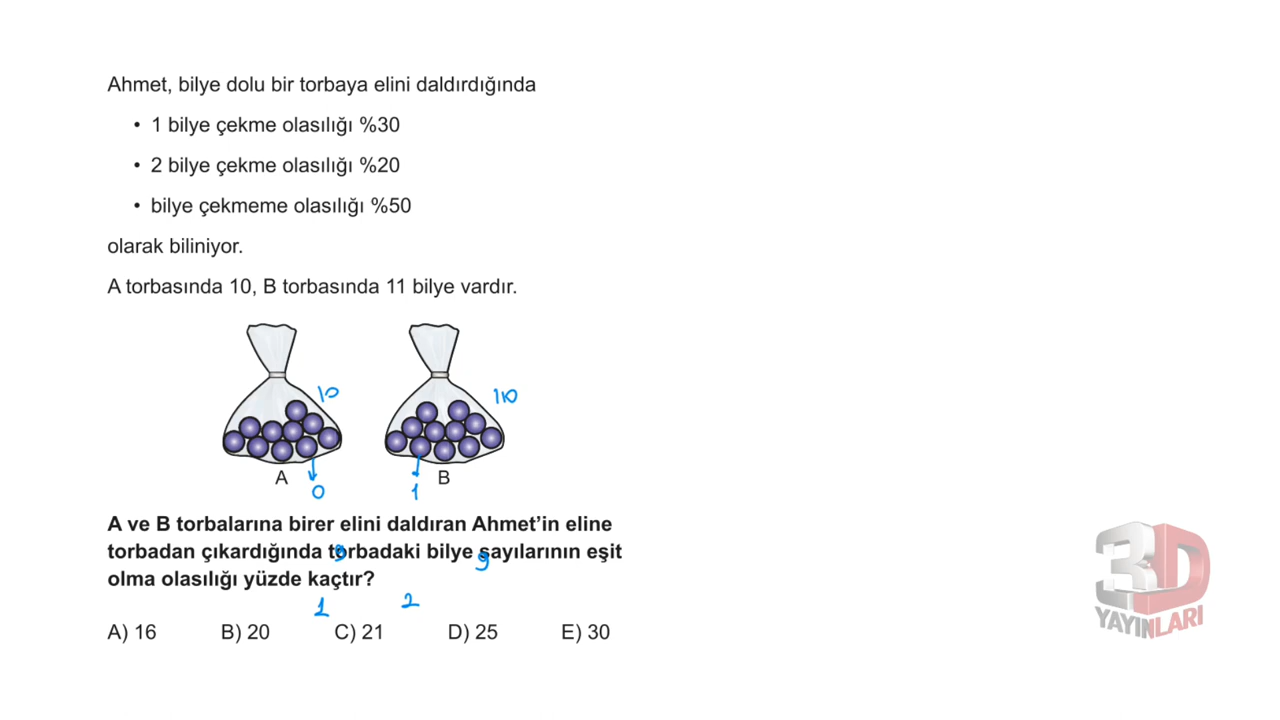 Ahmet, bilye dolu bir torbaya elini daldırdığında
• 1 bilye çekme olasılığı %30
• 2 bilye çekme olasılığı %20
• bilye çekmeme olasılığı %50
olarak biliniyor.
A torbasında 10, B torbasında 11 bilye vardır.
10
A
B
0
1
A ve B torbalarına birer elini daldıran Ahmet'in eline
torbadan çıkardığında torbadaki bilye sayılarının eşit
9 9
olma olasılığı yüzde kaçtır?
1 2
A) 16 B) 20 C) 21 D) 25 E) 30
3D
YAYINLARI